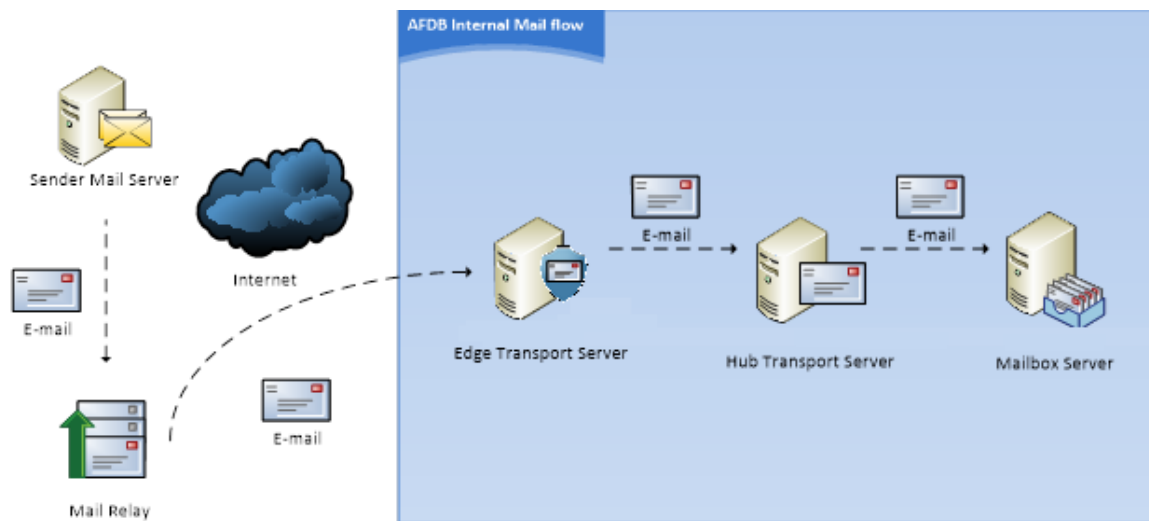 AFDB Internal Mail flow
Sender Mail Server
Internet
E-mail
E-mail
Mail Relay
E-mail
E-mail
Edge Transport Server
Hub Transport Server
Mailbox Server